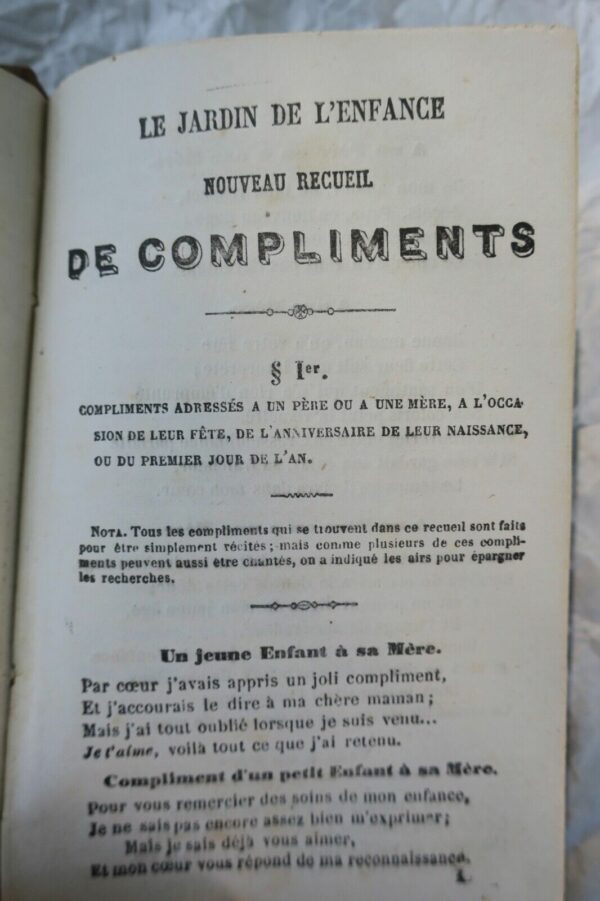 LE JARDIN DE L'ENFANCE
NOUVEAU RECUEIL
DE COMPLIMENTS
§ Ier.
COMPLIMENTS ADRESSÉS A UN PÈRE OU A UNE MÈRE, A L'OCCA-
SION DE LEUR FÊTE, DE L'ANNIVERSAIRE DE LEUR NAISSANCE,
OU DU PREMIER JOUR DE L'AN.
NOTA. Tous les compliments qui se trouvent dans ce recueil sont faits
pour être simplement récités; mais comme plusieurs de ces compli-
ments peuvent aussi être chantés, on a indiqué les airs pour épargner
les recherches.
Un jeune Enfant à sa Mère.
Par cœur j'avais appris un joli compliment,
Et j'accourais le dire à ma chère maman;
Mais j'ai tout oublié lorsque je suis venu...
Je t'aime, voilà tout ce que j'ai retenu.
Compliment d'un petit Enfant à sa Mère.
Pour vous remercier des soins de mon enfance,
Je ne sais pas encore assez bien m'exprimer;
Mais je sais déjà vous aimer,
Et mon cœur vous répond de ma reconnaissance.